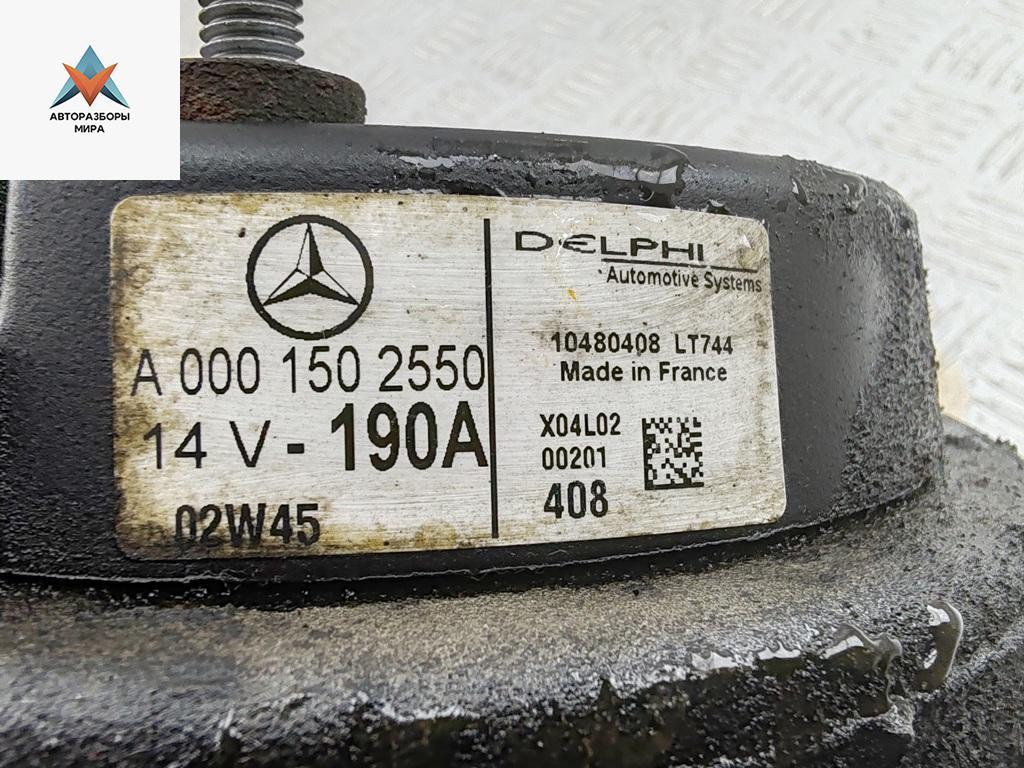 АВТОРАЗБОРЫ
МИРА
A 000 150 2550
14 V - 190A
02W45
DELPHI
Automotive Systems
10480408 LT744
Made in France
X04L02
00201
408